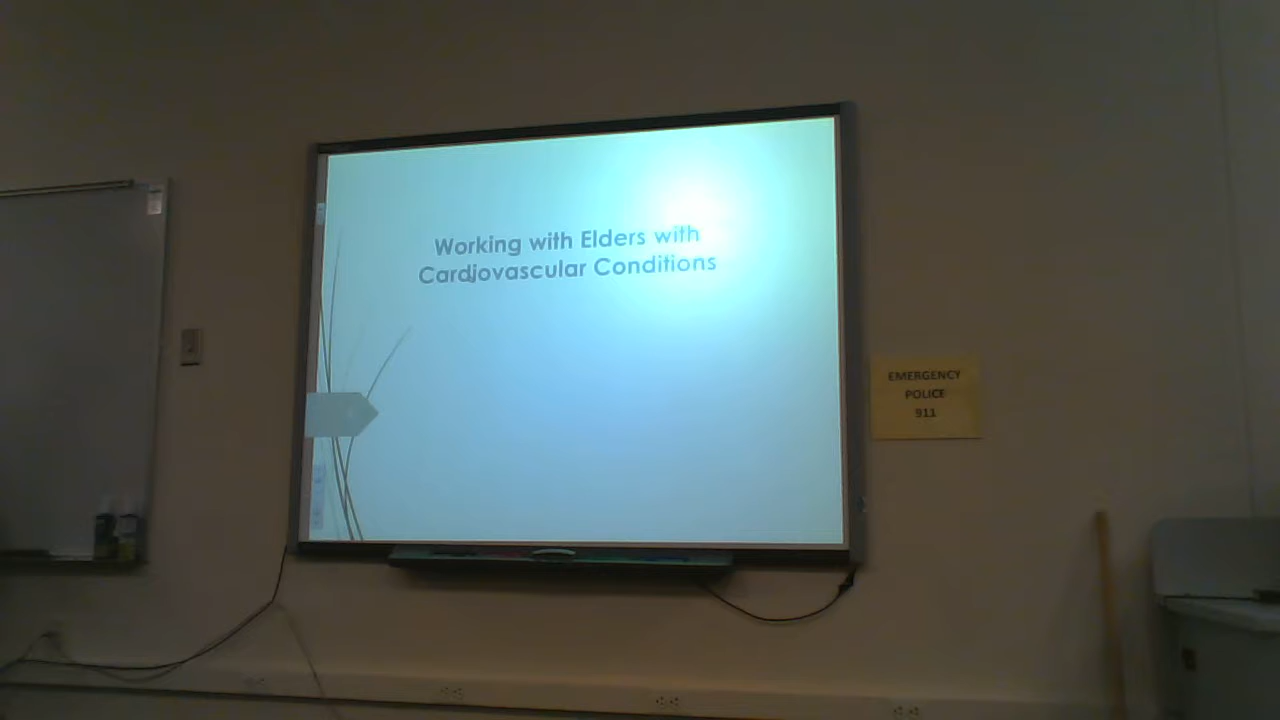 Working with Elders with
Cardiovascular Conditions
EMERGENCY
POLICE
911